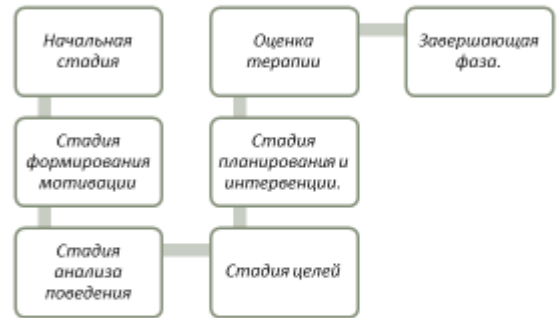 Начальная
стадия
Стадия
формирования
мотивации
Стадия
анализа
поведения
Стадия целей
Стадия
планирования и
интервенции.
Оценка
терапии
Завершающая
фаза.